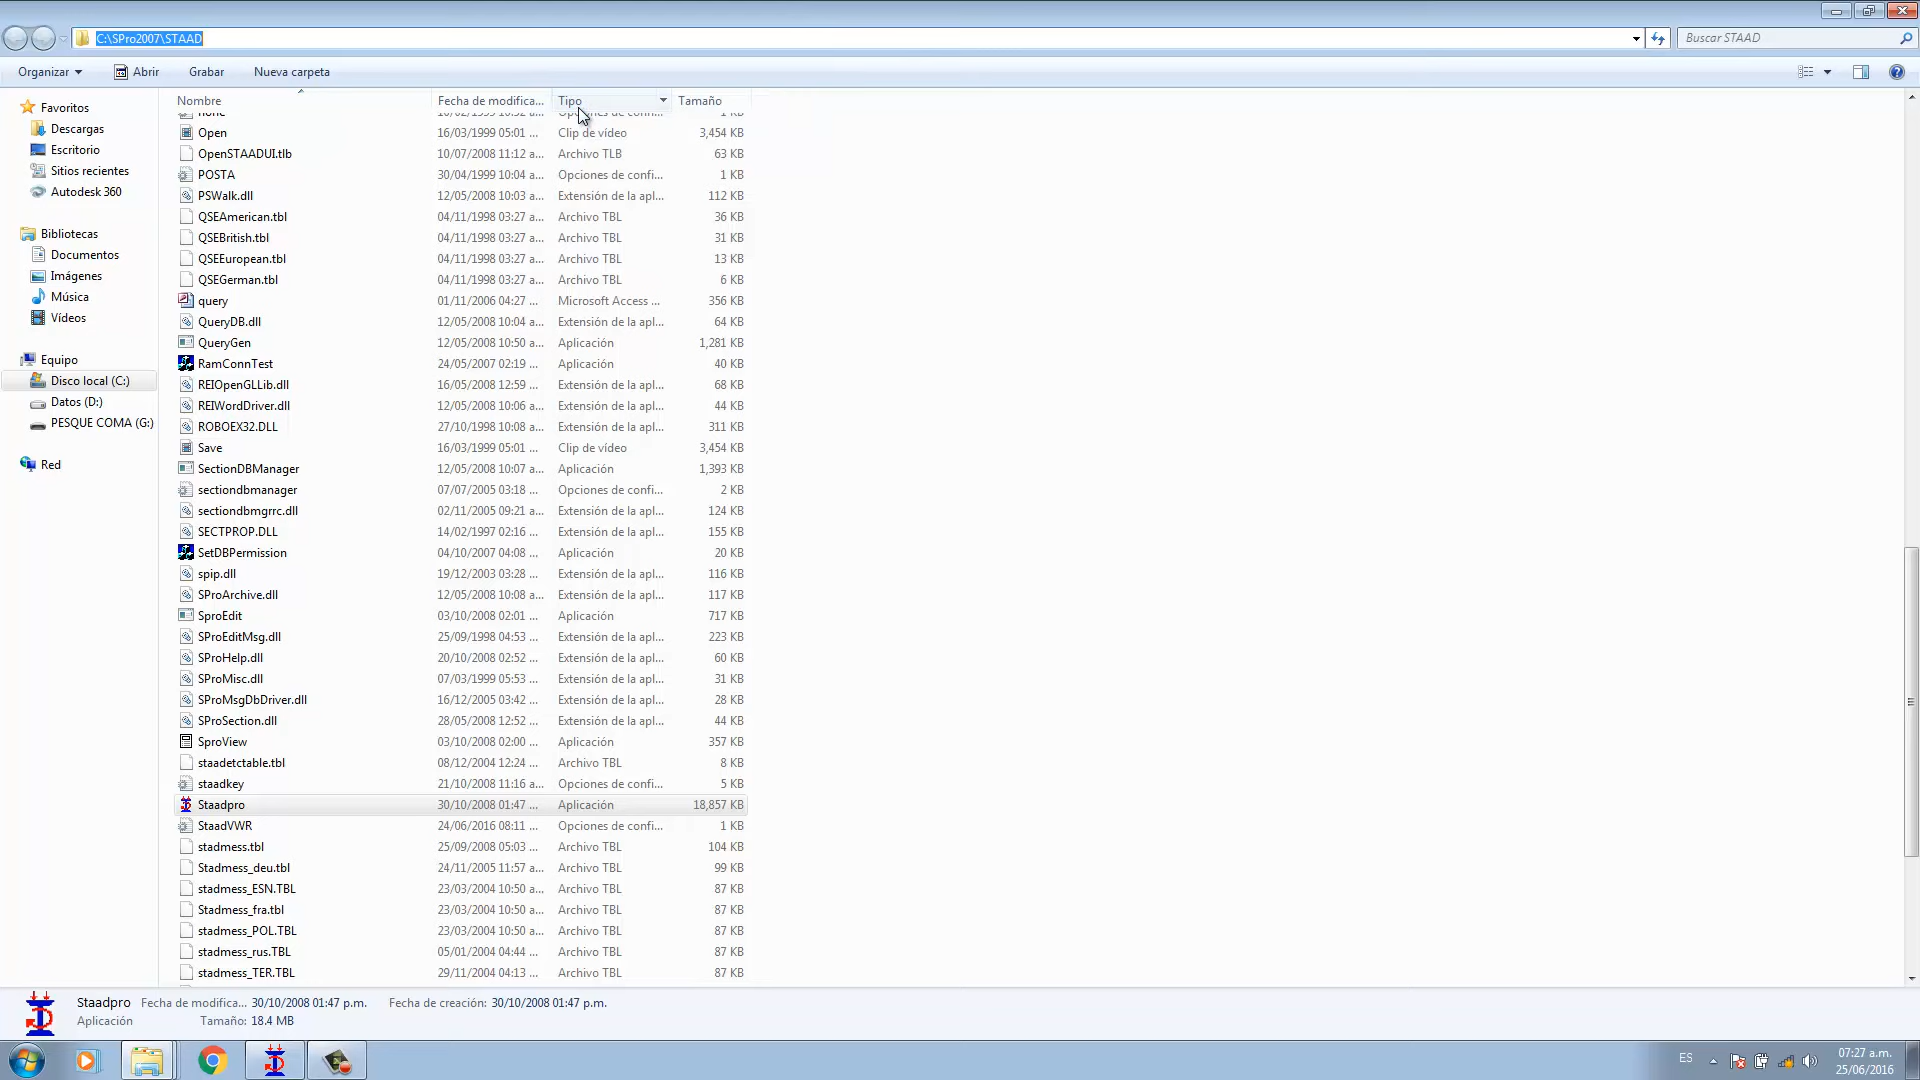 C:\SPro2007\STAAD
Buscar STAAD
Organizar Abrir Grabar Nueva carpeta
Nombre Fecha de modifica... Tipo Tamaño
Favoritos
Descargas
Escritorio
Sitios recientes
Autodesk 360
Bibliotecas
Documentos
Imágenes
Música
Vídeos
Equipo
Disco local (C:)
Datos (D:)
PESQUE COMA (G:)
Red
Open 16/03/1999 05:01 ... Clip de vídeo 3,454 KB
OpenSTAADUI.tlb 10/07/2008 11:12 a... Archivo TLB 63 KB
POSTA 30/04/1999 10:04 ... Opciones de confi... 1 KB
PSWalk.dll 12/05/2008 10:03 a... Extensión de la apl... 112 KB
QSEAmerican.tbl 04/11/1998 03:27 a... Archivo TBL 36 KB
QSEBritish.tbl 04/11/1998 03:27 a... Archivo TBL 31 KB
QSEEuropean.tbl 04/11/1998 03:27 a... Archivo TBL 13 KB
QSEGerman.tbl 04/11/1998 03:27 a... Archivo TBL 6 KB
query 01/11/2006 04:27 ... Microsoft Access ... 356 KB
QueryDB.dll 12/05/2008 10:04 a... Extensión de la apl... 64 KB
QueryGen 12/05/2008 10:50 a... Aplicación 1,281 KB
RamConnTest 24/05/2007 02:19 ... Aplicación 40 KB
REIOpenGLLib.dll 16/05/2008 12:59 ... Extensión de la apl... 68 KB
REIWordDriver.dll 12/05/2008 10:06 a... Extensión de la apl... 44 KB
ROBOEX32.DLL 27/10/1998 10:08 a... Extensión de la apl... 311 KB
Save 16/03/1999 05:01 ... Clip de vídeo 3,454 KB
SectionDBManager 12/05/2008 10:07 a... Aplicación 1,393 KB
sectiondbmanager 07/07/2005 03:18 ... Opciones de confi... 2 KB
sectiondbmgrrc.dll 02/11/2005 09:21 a... Extensión de la apl... 124 KB
SECTPROP.DLL 14/02/1997 02:16 ... Extensión de la apl... 155 KB
SetDBPermission 04/10/2007 04:08 ... Aplicación 20 KB
spip.dll 19/12/2003 03:28 ... Extensión de la apl... 116 KB
SProArchive.dll 12/05/2008 10:08 a... Extensión de la apl... 117 KB
SproEdit 03/10/2008 02:01 ... Aplicación 717 KB
SProEditMsg.dll 25/09/1998 04:53 ... Extensión de la apl... 223 KB
SProHelp.dll 20/10/2008 02:52 ... Extensión de la apl... 60 KB
SProMisc.dll 07/03/1999 05:53 ... Extensión de la apl... 31 KB
SProMsgDbDriver.dll 16/12/2005 03:42 ... Extensión de la apl... 28 KB
SProSection.dll 28/05/2008 12:52 ... Extensión de la apl... 44 KB
SproView 03/10/2008 02:00 ... Aplicación 357 KB
staadetctable.tbl 08/12/2004 12:24 ... Archivo TBL 8 KB
staadkey 21/10/2008 11:16 a... Opciones de confi... 5 KB
Staadpro 30/10/2008 01:47 ... Aplicación 18,857 KB
StaadVWR 24/06/2016 08:11 ... Opciones de confi... 1 KB
stadmess.tbl 25/09/2008 05:03 ... Archivo TBL 104 KB
Stadmess_deu.tbl 24/11/2005 11:57 a... Archivo TBL 99 KB
stadmess_ESN.TBL 23/03/2004 10:50 a... Archivo TBL 87 KB
Stadmess_fra.tbl 23/03/2004 10:50 a... Archivo TBL 87 KB
stadmess_POL.TBL 23/03/2004 10:50 a... Archivo TBL 87 KB
stadmess_rus.TBL 05/01/2004 04:44 ... Archivo TBL 87 KB
stadmess_TER.TBL 29/11/2004 04:13 ... Archivo TBL 87 KB
Staadpro Fecha de modifica... 30/10/2008 01:47 p.m. Fecha de creación: 30/10/2008 01:47 p.m.
Aplicación Tamaño: 18.4 MB
ES
07:27 a.m.
25/06/2016